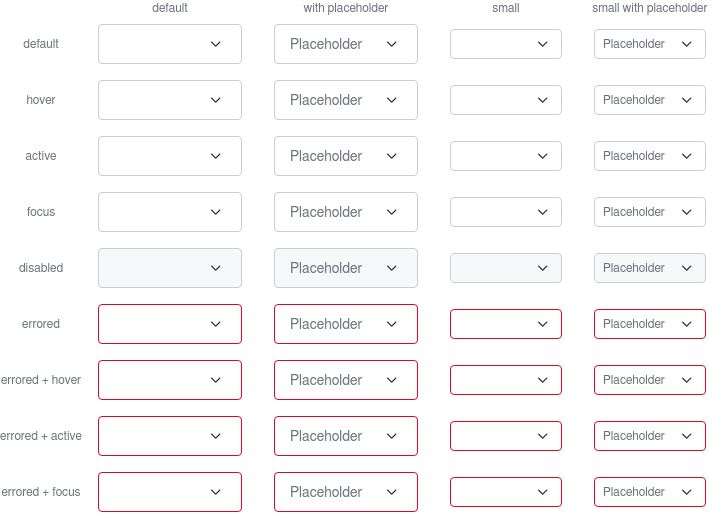 default with placeholder small small with placeholder
default Placeholder Placeholder
hover Placeholder Placeholder
active Placeholder Placeholder
focus Placeholder Placeholder
disabled Placeholder Placeholder
errored Placeholder Placeholder
errored + hover Placeholder Placeholder
errored + active Placeholder Placeholder
errored + focus Placeholder Placeholder